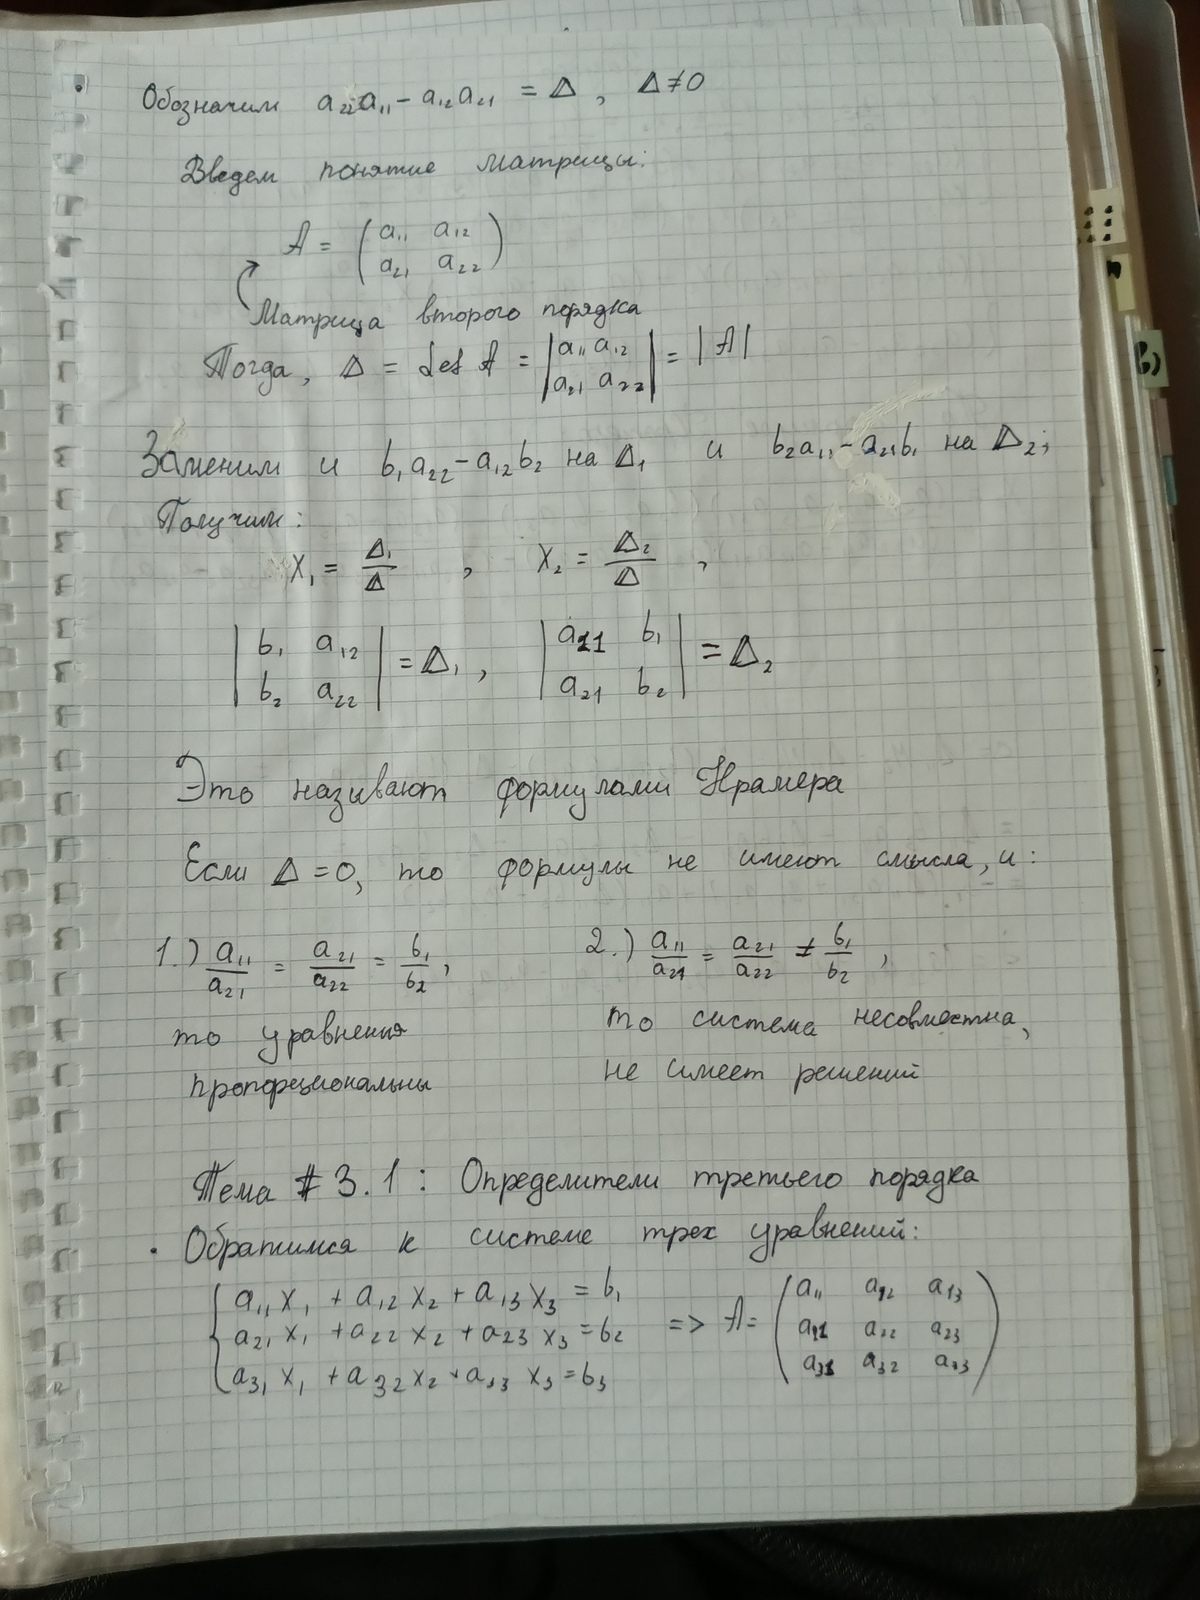 Обозначим a₂₂a₁₁ - a₁₂a₂₁ = Δ, Δ ≠ 0
Введем понятие матрицы:
A = (a₁₁ a₁₂
a₂₁ a₂₂)
Матрица второго порядка
Тогда, Δ = det A = |a₁₁ a₁₂
a₂₁ a₂₂| = |A|
Заменим и b₁a₂₂ - a₁₂b₂ на Δ₁ и b₂a₁₁ - a₂₁b₁ на Δ₂;
Получим:
X₁ = Δ₁/Δ, X₂ = Δ₂/Δ,
|b₁ a₁₂
b₂ a₂₂| = Δ₁, |a₁₁ b₁
a₂₁ b₂| = Δ₂
Это называют формулами Крамера
Если Δ = 0, то формулы не имеют смысла, и:
1.) a₁₁/a₂₁ = a₂₁/a₂₂ = b₁/b₂,
то уравнения
пропорциональны
2.) a₁₁/a₂₁ = a₂₁/a₂₂ ≠ b₁/b₂,
то система несовместна,
не имеет решений
Тема # 3.1: Определители третьего порядка
• Обратимся к системе трех уравнений:
{a₁₁x₁ + a₁₂x₂ + a₁₃x₃ = b₁
a₂₁x₁ + a₂₂x₂ + a₂₃x₃ = b₂
a₃₁x₁ + a₃₂x₂ + a₃₃x₃ = b₃
=> A = (a₁₁ a₁₂ a₁₃
a₂₁ a₂₂ a₂₃
a₃₁ a₃₂ a₃₃)